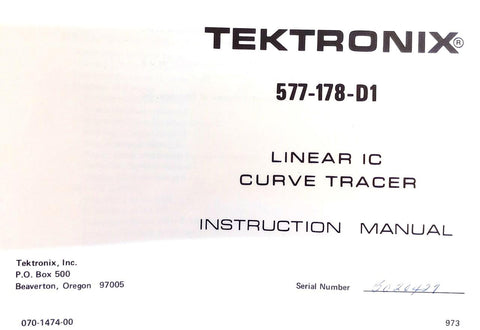 TEKTRONIX®
577-178-D1
LINEAR IC
CURVE TRACER
INSTRUCTION MANUAL
Tektronix, Inc.
P.O. Box 500
Beaverton, Oregon 97005
Serial Number
070-1474-00
973